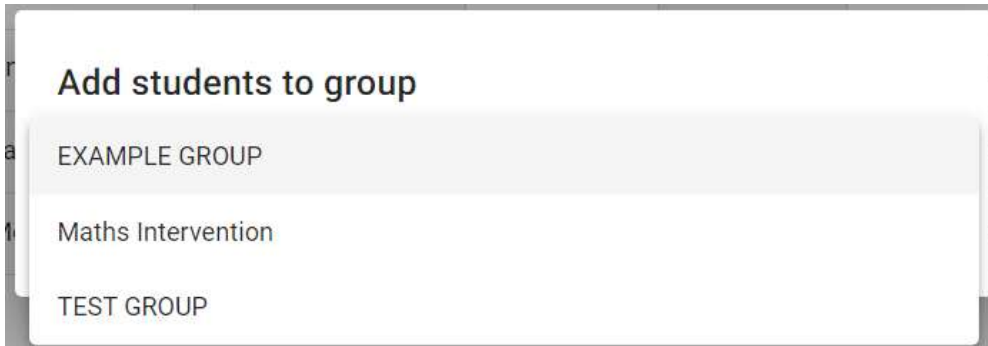 Add students to group
EXAMPLE GROUP
Maths Intervention
TEST GROUP